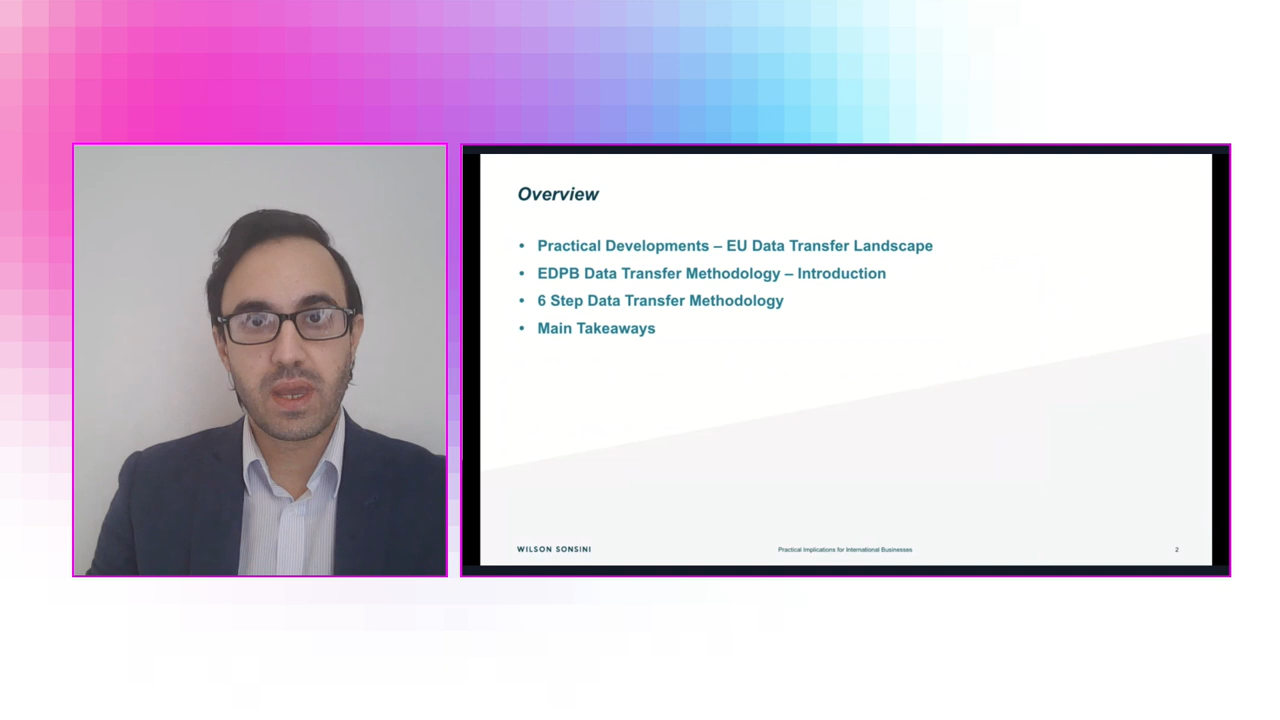 Overview
• Practical Developments – EU Data Transfer Landscape
• EDPB Data Transfer Methodology – Introduction
• 6 Step Data Transfer Methodology
• Main Takeaways
WILSON SONSINI
Practical Implications for International Businesses
2